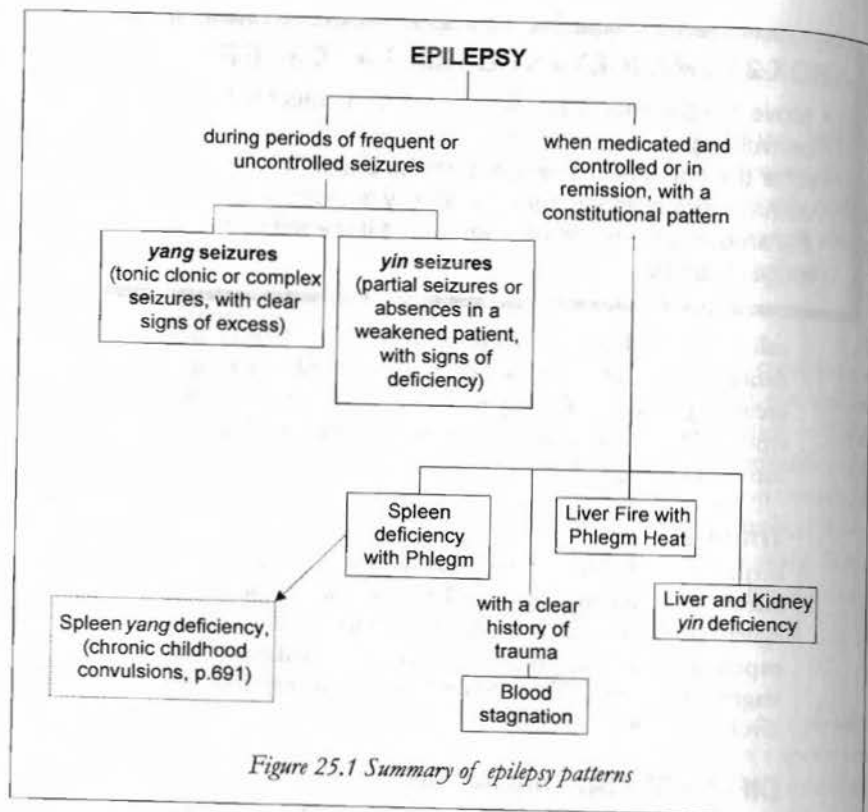 EPILEPSY
during periods of frequent or
uncontrolled seizures
when medicated and
controlled or in
remission, with a
constitutional pattern
yang seizures
(tonic clonic or complex
seizures, with clear
signs of excess)
yin seizures
(partial seizures or
absences in a
weakened patient,
with signs of
deficiency)
Spleen
deficiency
with Phlegm
Liver Fire with
Phlegm Heat
Spleen yang deficiency,
(chronic childhood
convulsions, p.691)
with a clear
history of
trauma
Blood
stagnation
Liver and Kidney
yin deficiency
Figure 25.1 Summary of epilepsy patterns